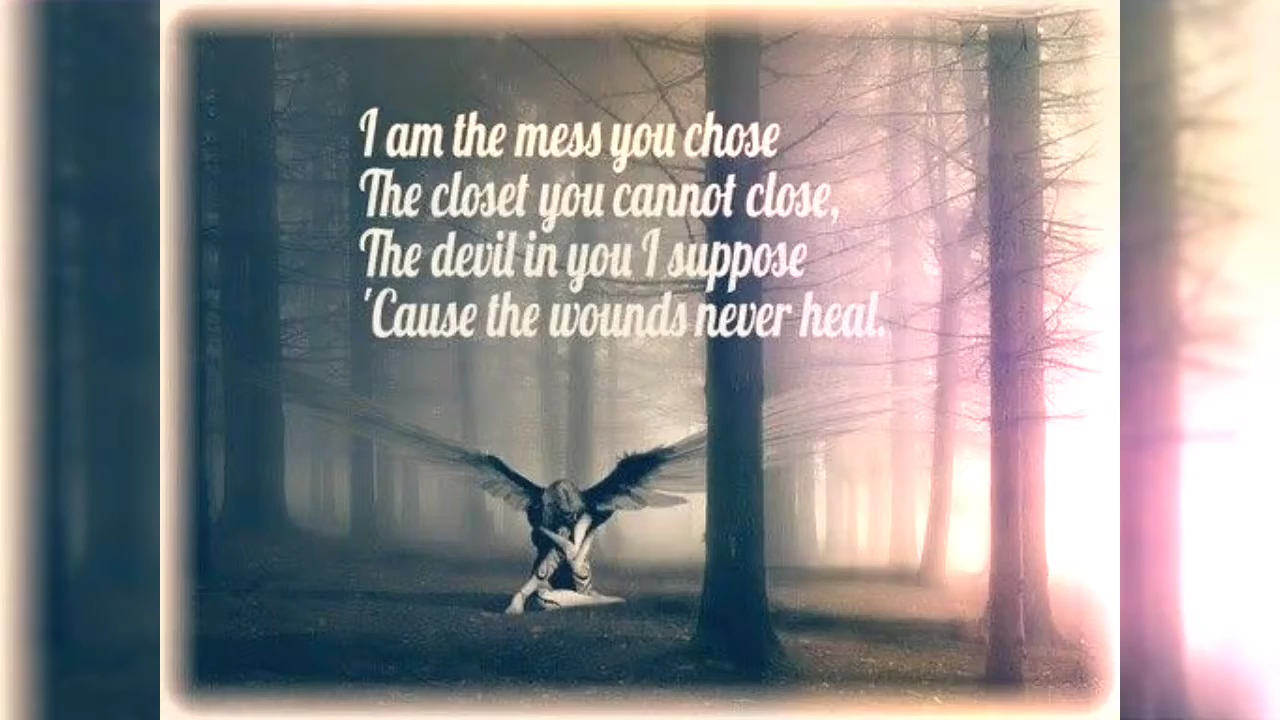 I am the mess you chose
The closet you cannot close,
The devil in you I suppose
'Cause the wounds never heal.